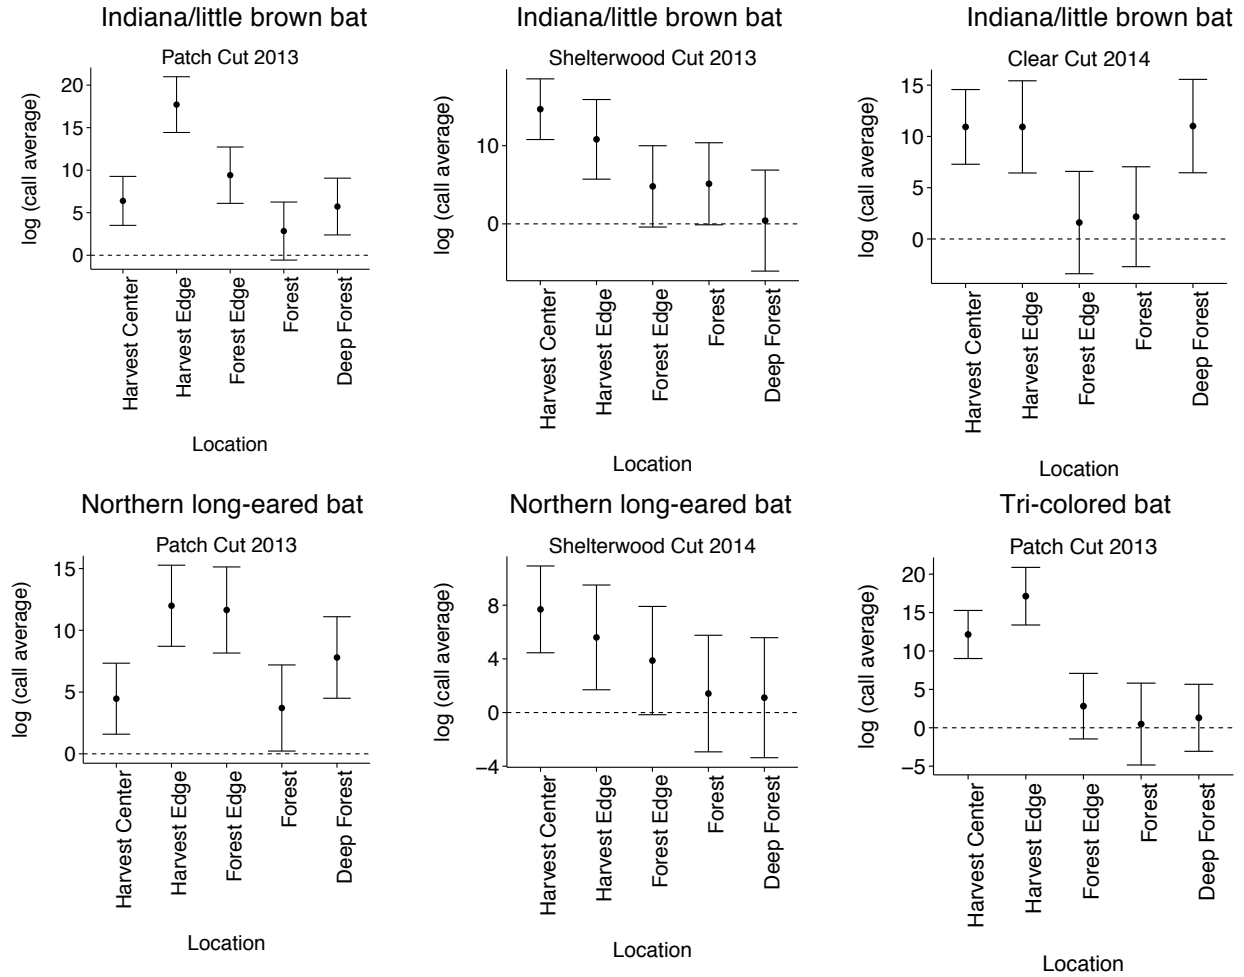 Indiana/little brown bat
Patch Cut 2013
log (call average)
20
15
10
5
0
Harvest Center
Harvest Edge
Forest Edge
Forest
Deep Forest
Location
Indiana/little brown bat
Shelterwood Cut 2013
log (call average)
10
0
Harvest Center
Harvest Edge
Forest Edge
Forest
Deep Forest
Location
Indiana/little brown bat
Clear Cut 2014
log (call average)
15
10
5
0
Harvest Center
Harvest Edge
Forest Edge
Forest
Deep Forest
Location
Northern long-eared bat
Patch Cut 2013
log (call average)
15
10
5
0
Harvest Center
Harvest Edge
Forest Edge
Forest
Deep Forest
Location
Northern long-eared bat
Shelterwood Cut 2014
log (call average)
8
4
0
−4
Harvest Center
Harvest Edge
Forest Edge
Forest
Deep Forest
Location
Tri-colored bat
Patch Cut 2013
log (call average)
20
15
10
5
0
−5
Harvest Center
Harvest Edge
Forest Edge
Forest
Deep Forest
Location